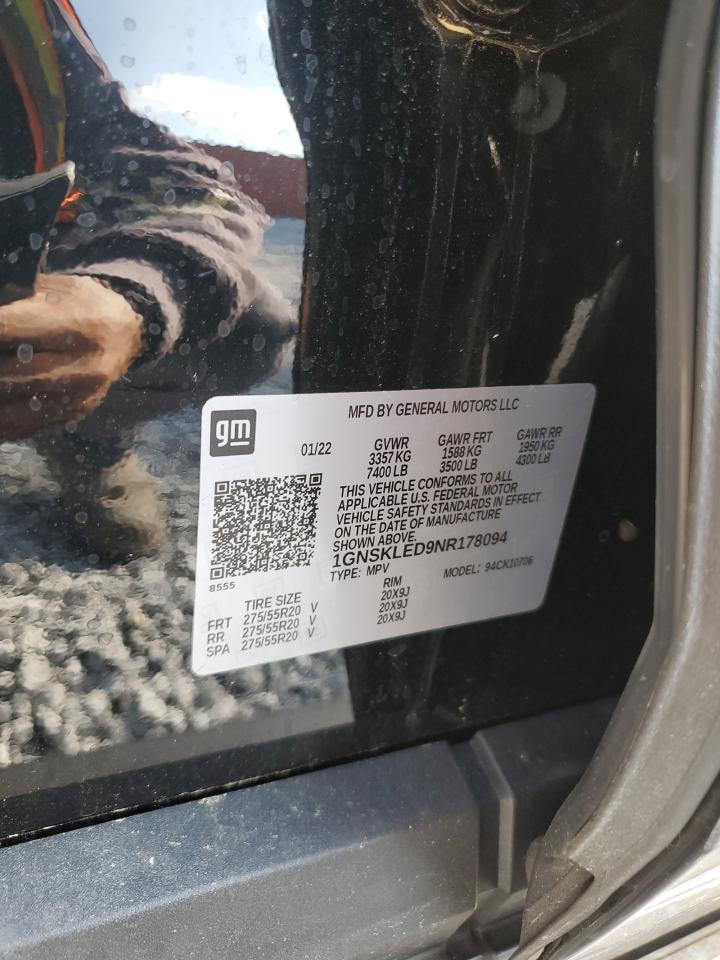 gm
MFD BY GENERAL MOTORS LLC
01/22
GVWR
3357 KG
7400 LB
GAWR FRT
1588 KG
3500 LB
GAWR RR
1950 KG
4300 LB
THIS VEHICLE CONFORMS TO ALL
APPLICABLE U.S. FEDERAL MOTOR
VEHICLE SAFETY STANDARDS IN EFFECT
ON THE DATE OF MANUFACTURE
SHOWN ABOVE.
1GNSKLED9NR178094
TYPE: MPV MODEL: 94CK10706
8555
TIRE SIZE RIM
FRT 275/55R20 V 20X9J
RR 275/55R20 V 20X9J
SPA 275/55R20 V 20X9J